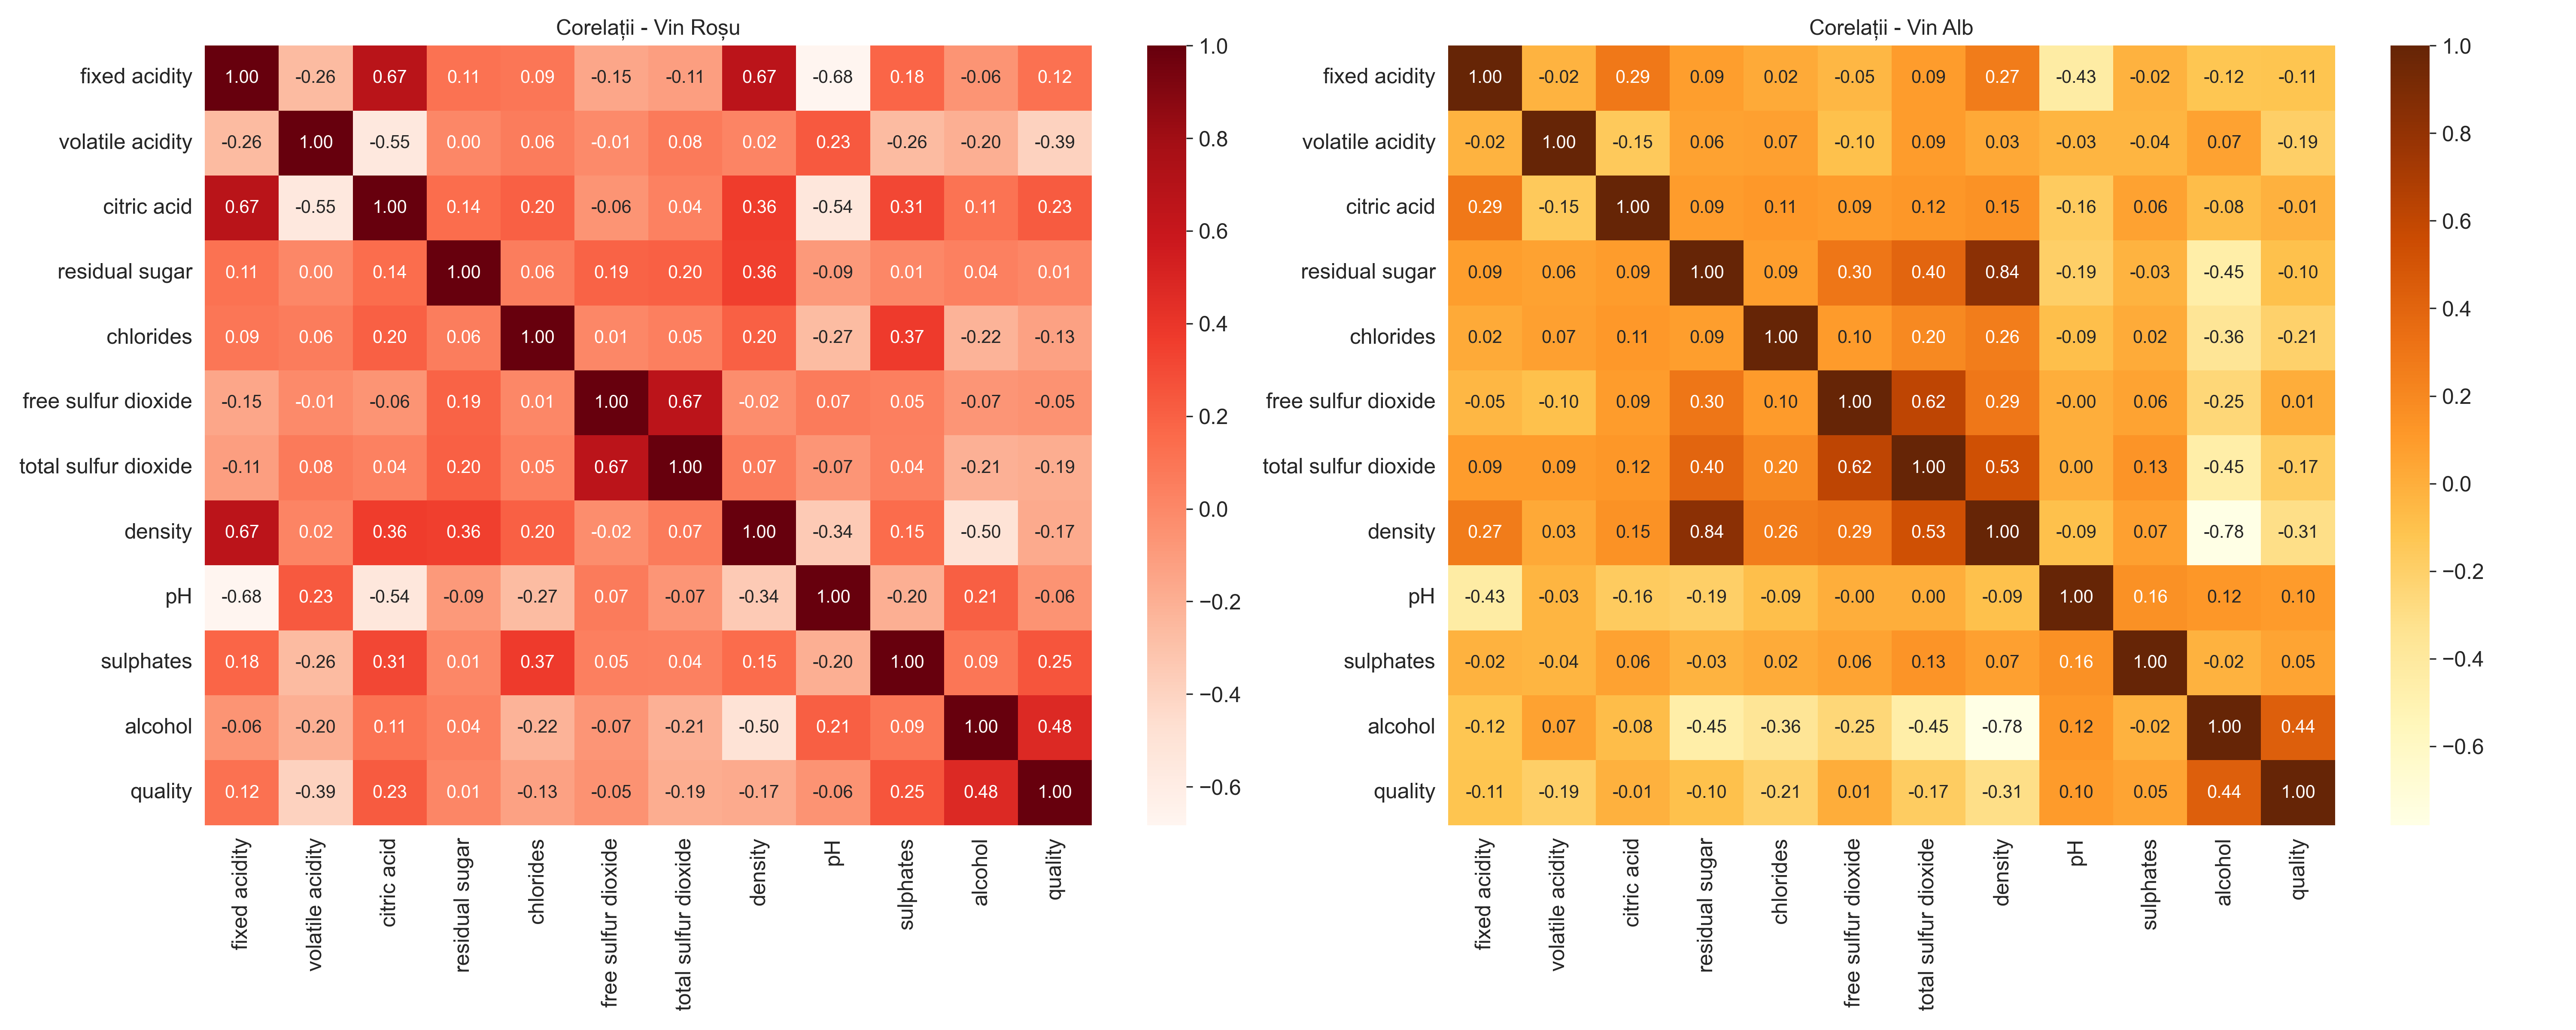 Corelații - Vin Roșu
fixed acidity 1.00 -0.26 0.67 0.11 0.09 -0.15 -0.11 0.67 -0.68 0.18 -0.06 0.12
volatile acidity -0.26 1.00 -0.55 0.00 0.06 -0.01 0.08 0.02 0.23 -0.26 -0.20 -0.39
citric acid 0.67 -0.55 1.00 0.14 0.20 -0.06 0.04 0.36 -0.54 0.31 0.11 0.23
residual sugar 0.11 0.00 0.14 1.00 0.06 0.19 0.20 0.36 -0.09 0.01 0.04 0.01
chlorides 0.09 0.06 0.20 0.06 1.00 0.01 0.05 0.20 -0.27 0.37 -0.22 -0.13
free sulfur dioxide -0.15 -0.01 -0.06 0.19 0.01 1.00 0.67 -0.02 0.07 0.05 -0.07 -0.05
total sulfur dioxide -0.11 0.08 0.04 0.20 0.05 0.67 1.00 0.07 -0.07 0.04 -0.21 -0.19
density 0.67 0.02 0.36 0.36 0.20 -0.02 0.07 1.00 -0.34 0.15 -0.50 -0.17
pH -0.68 0.23 -0.54 -0.09 -0.27 0.07 -0.07 -0.34 1.00 -0.20 0.21 -0.06
sulphates 0.18 -0.26 0.31 0.01 0.37 0.05 0.04 0.15 -0.20 1.00 0.09 0.25
alcohol -0.06 -0.20 0.11 0.04 -0.22 -0.07 -0.21 -0.50 0.21 0.09 1.00 0.48
quality 0.12 -0.39 0.23 0.01 -0.13 -0.05 -0.19 -0.17 -0.06 0.25 0.48 1.00
fixed acidity
volatile acidity
citric acid
residual sugar
chlorides
free sulfur dioxide
total sulfur dioxide
density
pH
sulphates
alcohol
quality
1.0
0.8
0.6
0.4
0.2
0.0
−0.2
−0.4
−0.6
Corelații - Vin Alb
fixed acidity 1.00 -0.02 0.29 0.09 0.02 -0.05 0.09 0.27 -0.43 -0.02 -0.12 -0.11
volatile acidity -0.02 1.00 -0.15 0.06 0.07 -0.10 0.09 0.03 -0.03 -0.04 0.07 -0.19
citric acid 0.29 -0.15 1.00 0.09 0.11 0.09 0.12 0.15 -0.16 0.06 -0.08 -0.01
residual sugar 0.09 0.06 0.09 1.00 0.09 0.30 0.40 0.84 -0.19 -0.03 -0.45 -0.10
chlorides 0.02 0.07 0.11 0.09 1.00 0.10 0.20 0.26 -0.09 0.02 -0.36 -0.21
free sulfur dioxide -0.05 -0.10 0.09 0.30 0.10 1.00 0.62 0.29 -0.00 0.06 -0.25 0.01
total sulfur dioxide 0.09 0.09 0.12 0.40 0.20 0.62 1.00 0.53 0.00 0.13 -0.45 -0.17
density 0.27 0.03 0.15 0.84 0.26 0.29 0.53 1.00 -0.09 0.07 -0.78 -0.31
pH -0.43 -0.03 -0.16 -0.19 -0.09 -0.00 0.00 -0.09 1.00 0.16 0.12 0.10
sulphates -0.02 -0.04 0.06 -0.03 0.02 0.06 0.13 0.07 0.16 1.00 -0.02 0.05
alcohol -0.12 0.07 -0.08 -0.45 -0.36 -0.25 -0.45 -0.78 0.12 -0.02 1.00 0.44
quality -0.11 -0.19 -0.01 -0.10 -0.21 0.01 -0.17 -0.31 0.10 0.05 0.44 1.00
fixed acidity
volatile acidity
citric acid
residual sugar
chlorides
free sulfur dioxide
total sulfur dioxide
density
pH
sulphates
alcohol
quality
1.0
0.8
0.6
0.4
0.2
0.0
−0.2
−0.4
−0.6